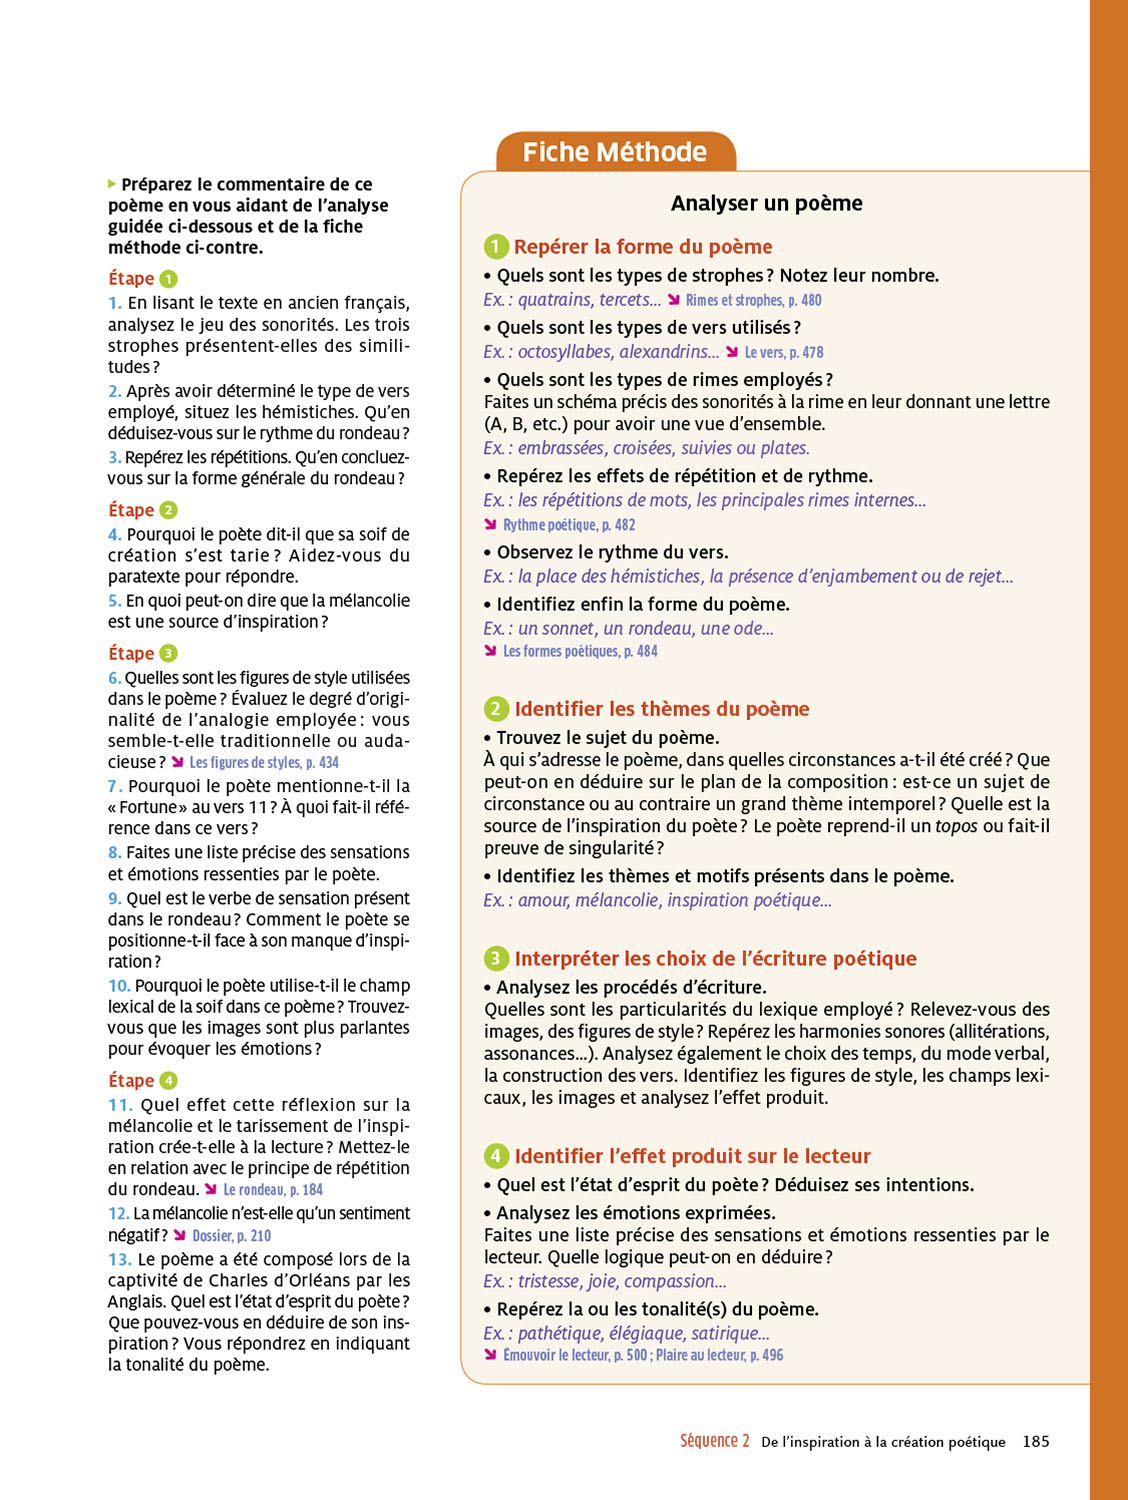 ▸ Préparez le commentaire de ce
poème en vous aidant de l'analyse
guidée ci-dessous et de la fiche
méthode ci-contre.
Étape 1
1. En lisant le texte en ancien français,
analysez le jeu des sonorités. Les trois
strophes présentent-elles des simili-
tudes ?
2. Après avoir déterminé le type de vers
employé, situez les hémistiches. Qu'en
déduisez-vous sur le rythme du rondeau ?
3. Repérez les répétitions. Qu'en concluez-
vous sur la forme générale du rondeau ?
Étape 2
4. Pourquoi le poète dit-il que sa soif de
création s'est tarie ? Aidez-vous du
paratexte pour répondre.
5. En quoi peut-on dire que la mélancolie
est une source d'inspiration ?
Étape 3
6. Quelles sont les figures de style utilisées
dans le poème ? Évaluez le degré d'origi-
nalité de l'analogie employée : vous
semble-t-elle traditionnelle ou auda-
cieuse ? ➘ Les figures de styles, p. 434
7. Pourquoi le poète mentionne-t-il la
« Fortune » au vers 11 ? À quoi fait-il réfé-
rence dans ce vers ?
8. Faites une liste précise des sensations
et émotions ressenties par le poète.
9. Quel est le verbe de sensation présent
dans le rondeau ? Comment le poète se
positionne-t-il face à son manque d'inspi-
ration ?
10. Pourquoi le poète utilise-t-il le champ
lexical de la soif dans ce poème ? Trouvez-
vous que les images sont plus parlantes
pour évoquer les émotions ?
Étape 4
11. Quel effet cette réflexion sur la
mélancolie et le tarissement de l'inspi-
ration crée-t-elle à la lecture ? Mettez-le
en relation avec le principe de répétition
du rondeau. ➘ Le rondeau, p. 184
12. La mélancolie n'est-elle qu'un sentiment
négatif ? ➘ Dossier, p. 210
13. Le poème a été composé lors de la
captivité de Charles d'Orléans par les
Anglais. Quel est l'état d'esprit du poète ?
Que pouvez-vous en déduire de son ins-
piration ? Vous répondrez en indiquant
la tonalité du poème.
Fiche Méthode
Analyser un poème
1 Repérer la forme du poème
• Quels sont les types de strophes ? Notez leur nombre.
Ex. : quatrains, tercets... ➘ Rimes et strophes, p. 480
• Quels sont les types de vers utilisés ?
Ex. : octosyllabes, alexandrins... ➘ Le vers, p. 478
• Quels sont les types de rimes employés ?
Faites un schéma précis des sonorités à la rime en leur donnant une lettre
(A, B, etc.) pour avoir une vue d'ensemble.
Ex. : embrassées, croisées, suivies ou plates.
• Repérez les effets de répétition et de rythme.
Ex. : les répétitions de mots, les principales rimes internes...
➘ Rythme poétique, p. 482
• Observez le rythme du vers.
Ex. : la place des hémistiches, la présence d'enjambement ou de rejet...
• Identifiez enfin la forme du poème.
Ex. : un sonnet, un rondeau, une ode...
➘ Les formes poétiques, p. 484
2 Identifier les thèmes du poème
• Trouvez le sujet du poème.
À qui s'adresse le poème, dans quelles circonstances a-t-il été créé ? Que
peut-on en déduire sur le plan de la composition : est-ce un sujet de
circonstance ou au contraire un grand thème intemporel ? Quelle est la
source de l'inspiration du poète ? Le poète reprend-il un topos ou fait-il
preuve de singularité ?
• Identifiez les thèmes et motifs présents dans le poème.
Ex. : amour, mélancolie, inspiration poétique...
3 Interpréter les choix de l'écriture poétique
• Analysez les procédés d'écriture.
Quelles sont les particularités du lexique employé ? Relevez-vous des
images, des figures de style ? Repérez les harmonies sonores (allitérations,
assonances...). Analysez également le choix des temps, du mode verbal,
la construction des vers. Identifiez les figures de style, les champs lexi-
caux, les images et analysez l'effet produit.
4 Identifier l'effet produit sur le lecteur
• Quel est l'état d'esprit du poète ? Déduisez ses intentions.
• Analysez les émotions exprimées.
Faites une liste précise des sensations et émotions ressenties par le
lecteur. Quelle logique peut-on en déduire ?
Ex. : tristesse, joie, compassion...
• Repérez la ou les tonalité(s) du poème.
Ex. : pathétique, élégiaque, satirique...
➘ Émouvoir le lecteur, p. 500 ; Plaire au lecteur, p. 496
Séquence 2 De l'inspiration à la création poétique 185